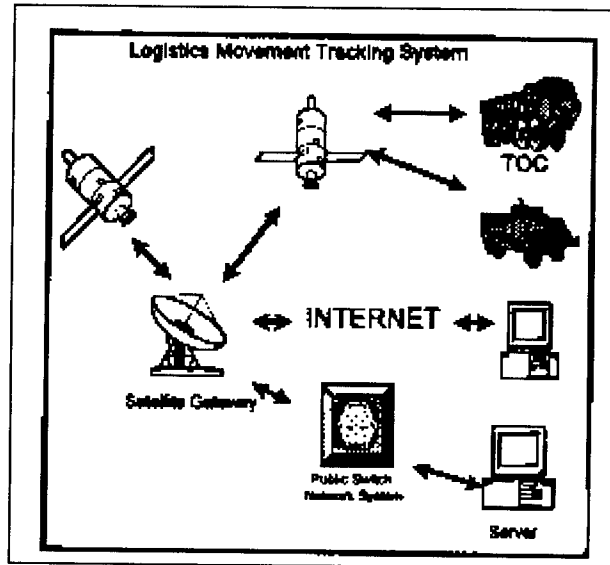 Logistics Movement Tracking System
TOC
INTERNET
Satellite Gateway
Public Switch
Network System
Server